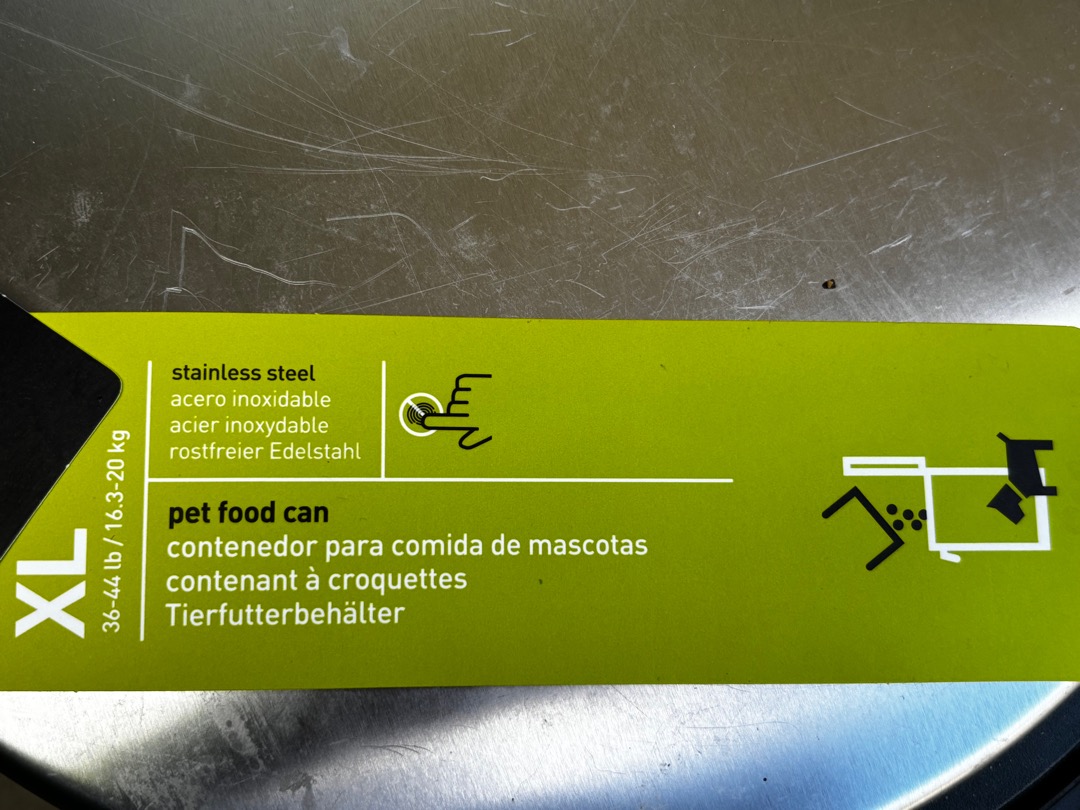 XL
36-44 lb / 16.3-20 kg
stainless steel
acero inoxidable
acier inoxydable
rostfreier Edelstahl
pet food can
contenedor para comida de mascotas
contenant à croquettes
Tierfutterbehälter